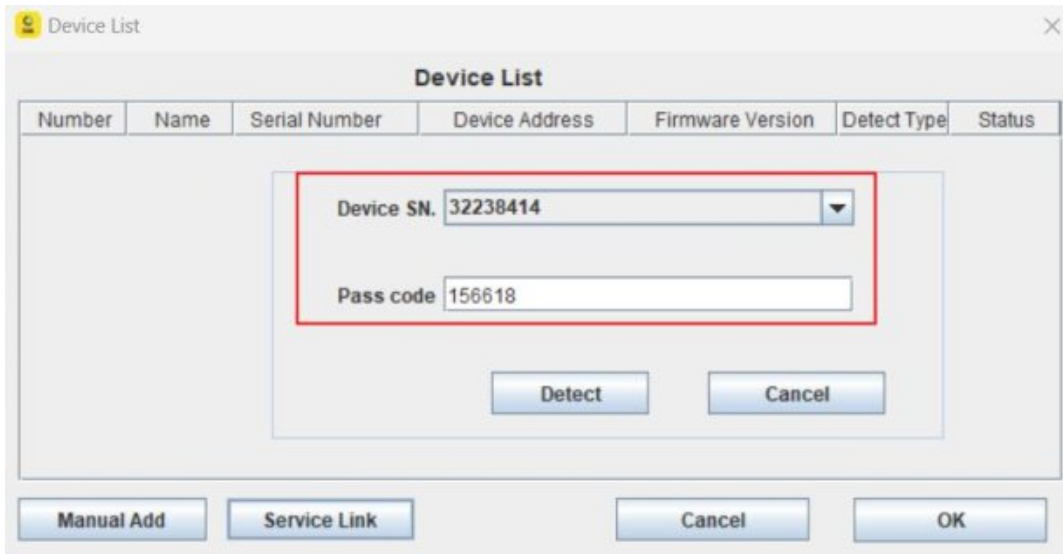 Device List
Device List
Number Name Serial Number Device Address Firmware Version Detect Type Status
Device SN. 32238414
Pass code 156618
Detect Cancel
Manual Add Service Link Cancel OK